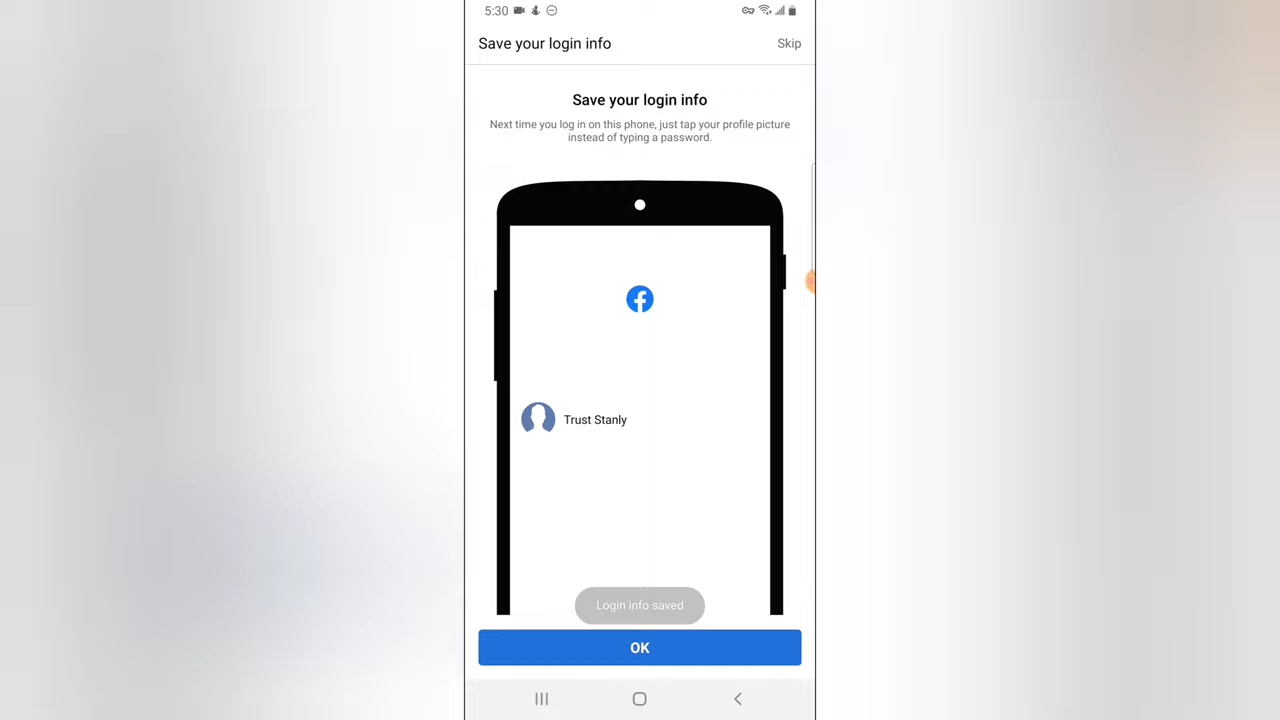 5:30
Save your login info
Skip
Save your login info
Next time you log in on this phone, just tap your profile picture
instead of typing a password.
Trust Stanly
Login info saved
OK